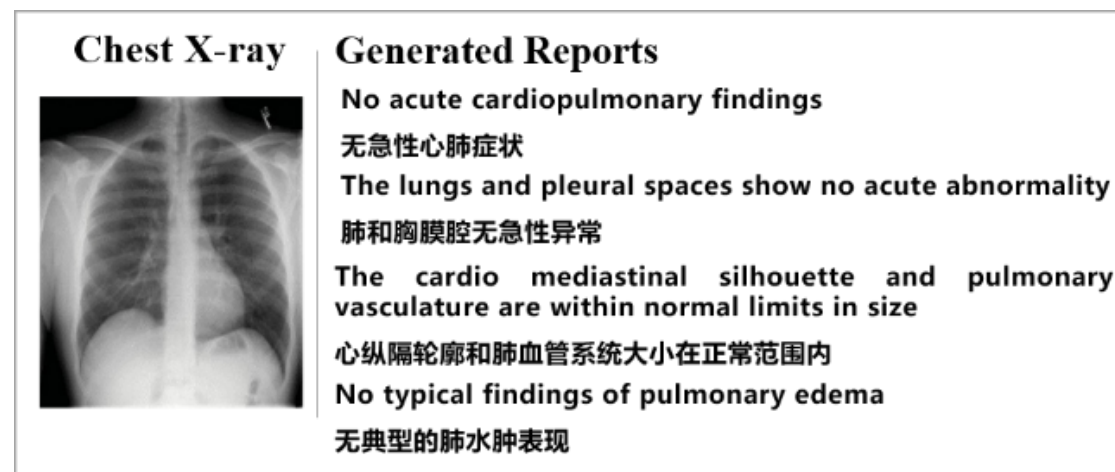 Chest X-ray
Generated Reports
No acute cardiopulmonary findings
无急性心肺症状
The lungs and pleural spaces show no acute abnormality
肺和胸膜腔无急性异常
The cardio mediastinal silhouette and pulmonary
vasculature are within normal limits in size
心纵隔轮廓和肺血管系统大小在正常范围内
No typical findings of pulmonary edema
无典型的肺水肿表现